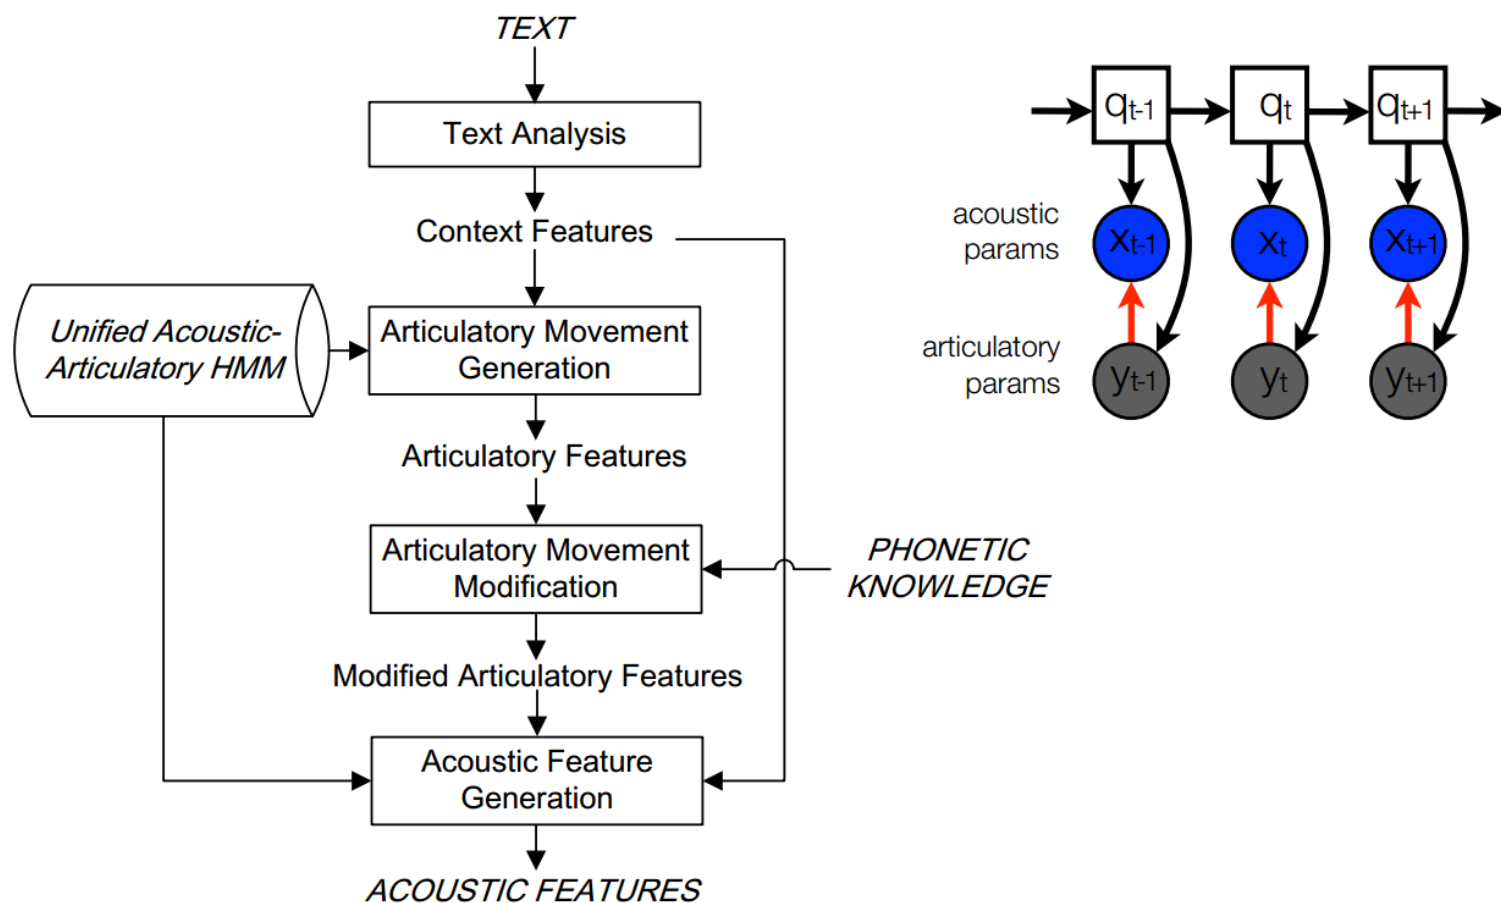 TEXT
Text Analysis
Context Features
Unified Acoustic-
Articulatory HMM
Articulatory Movement
Generation
Articulatory Features
Articulatory Movement
Modification
PHONETIC
KNOWLEDGE
Modified Articulatory Features
Acoustic Feature
Generation
ACOUSTIC FEATURES
qt-1
qt
qt+1
acoustic
params
xt-1
xt
xt+1
articulatory
params
yt-1
yt
yt+1